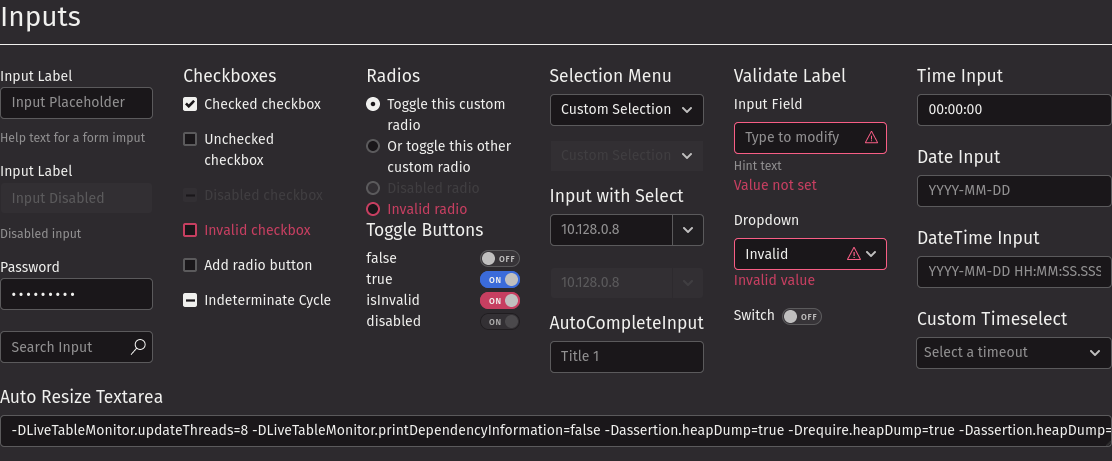 Inputs
Input Label
Input Placeholder
Help text for a form imput
Input Label
Input Disabled
Disabled input
Password
•••••••••
Search Input
Checkboxes
Checked checkbox
Unchecked
checkbox
Disabled checkbox
Invalid checkbox
Add radio button
Indeterminate Cycle
Radios
Toggle this custom
radio
Or toggle this other
custom radio
Disabled radio
Invalid radio
Toggle Buttons
false OFF
true ON
isInvalid ON
disabled ON
Selection Menu
Custom Selection
Custom Selection
Input with Select
10.128.0.8
10.128.0.8
AutoCompleteInput
Title 1
Validate Label
Input Field
Type to modify
Hint text
Value not set
Dropdown
Invalid
Invalid value
Switch OFF
Time Input
00:00:00
Date Input
YYYY-MM-DD
DateTime Input
YYYY-MM-DD HH:MM:SS.SSS
Custom Timeselect
Select a timeout
Auto Resize Textarea
-DLiveTableMonitor.updateThreads=8 -DLiveTableMonitor.printDependencyInformation=false -Dassertion.heapDump=true -Drequire.heapDump=true -Dassertion.heapDump=